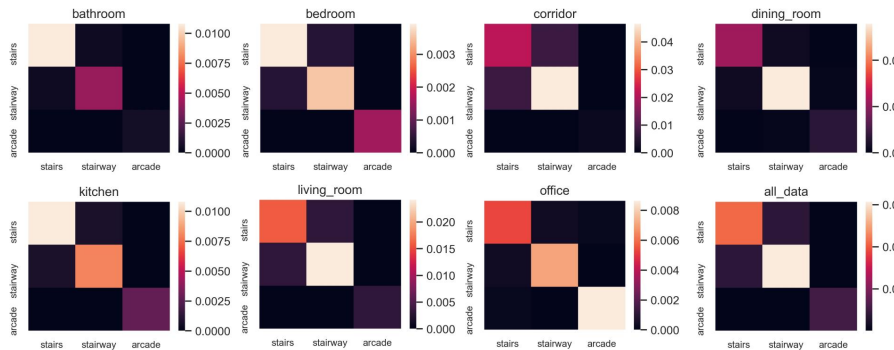 bathroom
stairs
stairway
arcade
stairs stairway arcade
0.0100
0.0075
0.0050
0.0025
0.0000
bedroom
stairs
stairway
arcade
stairs stairway arcade
0.003
0.002
0.001
0.000
corridor
stairs
stairway
arcade
stairs stairway arcade
0.04
0.03
0.02
0.01
0.00
dining_room
stairs
stairway
arcade
stairs stairway arcade
kitchen
stairs
stairway
arcade
stairs stairway arcade
0.0100
0.0075
0.0050
0.0025
0.0000
living_room
stairs
stairway
arcade
stairs stairway arcade
0.020
0.015
0.010
0.005
0.000
office
stairs
stairway
arcade
stairs stairway arcade
0.008
0.006
0.004
0.002
0.000
all_data
stairs
stairway
arcade
stairs stairway arcade